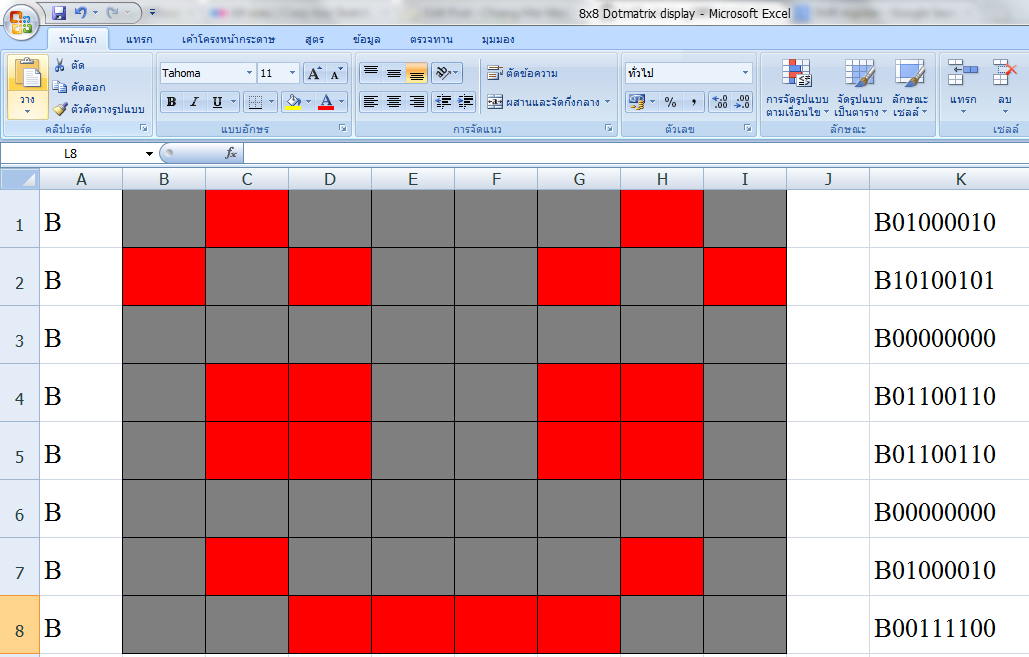 8x8 Dotmatrix display - Microsoft Excel
หน้าแรก แทรก เค้าโครงหน้ากระดาษ สูตร ข้อมูล ตรวจทาน มุมมอง
วาง
ตัด
คัดลอก
ตัวคัดวางรูปแบบ
คลิปบอร์ด
Tahoma 11
B I U
แบบอักษร
ตัดข้อความ
ผสานและจัดกึ่งกลาง
การจัดแนว
ทั่วไป
% ,
ตัวเลข
การจัดรูปแบบ
ตามเงื่อนไข
จัดรูปแบบ
เป็นตาราง
ลักษณะ
เซลล์
ลักษณะ
แทรก
ลบ
เซลล์
L8 fx
A B C D E F G H I J K
1 B B01000010
2 B B10100101
3 B B00000000
4 B B01100110
5 B B01100110
6 B B00000000
7 B B01000010
8 B B00111100